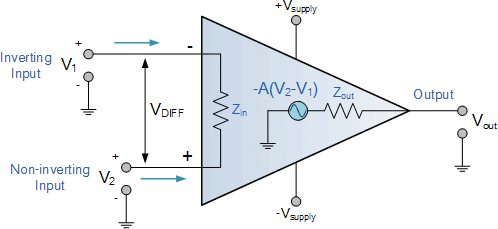 +Vsupply
Inverting
Input
+
V1
-
-
-A(V2-V1)
Zout
Output
VDIFF
Zin
Vout
Non-inverting
Input
+
V2
-
+
-Vsupply